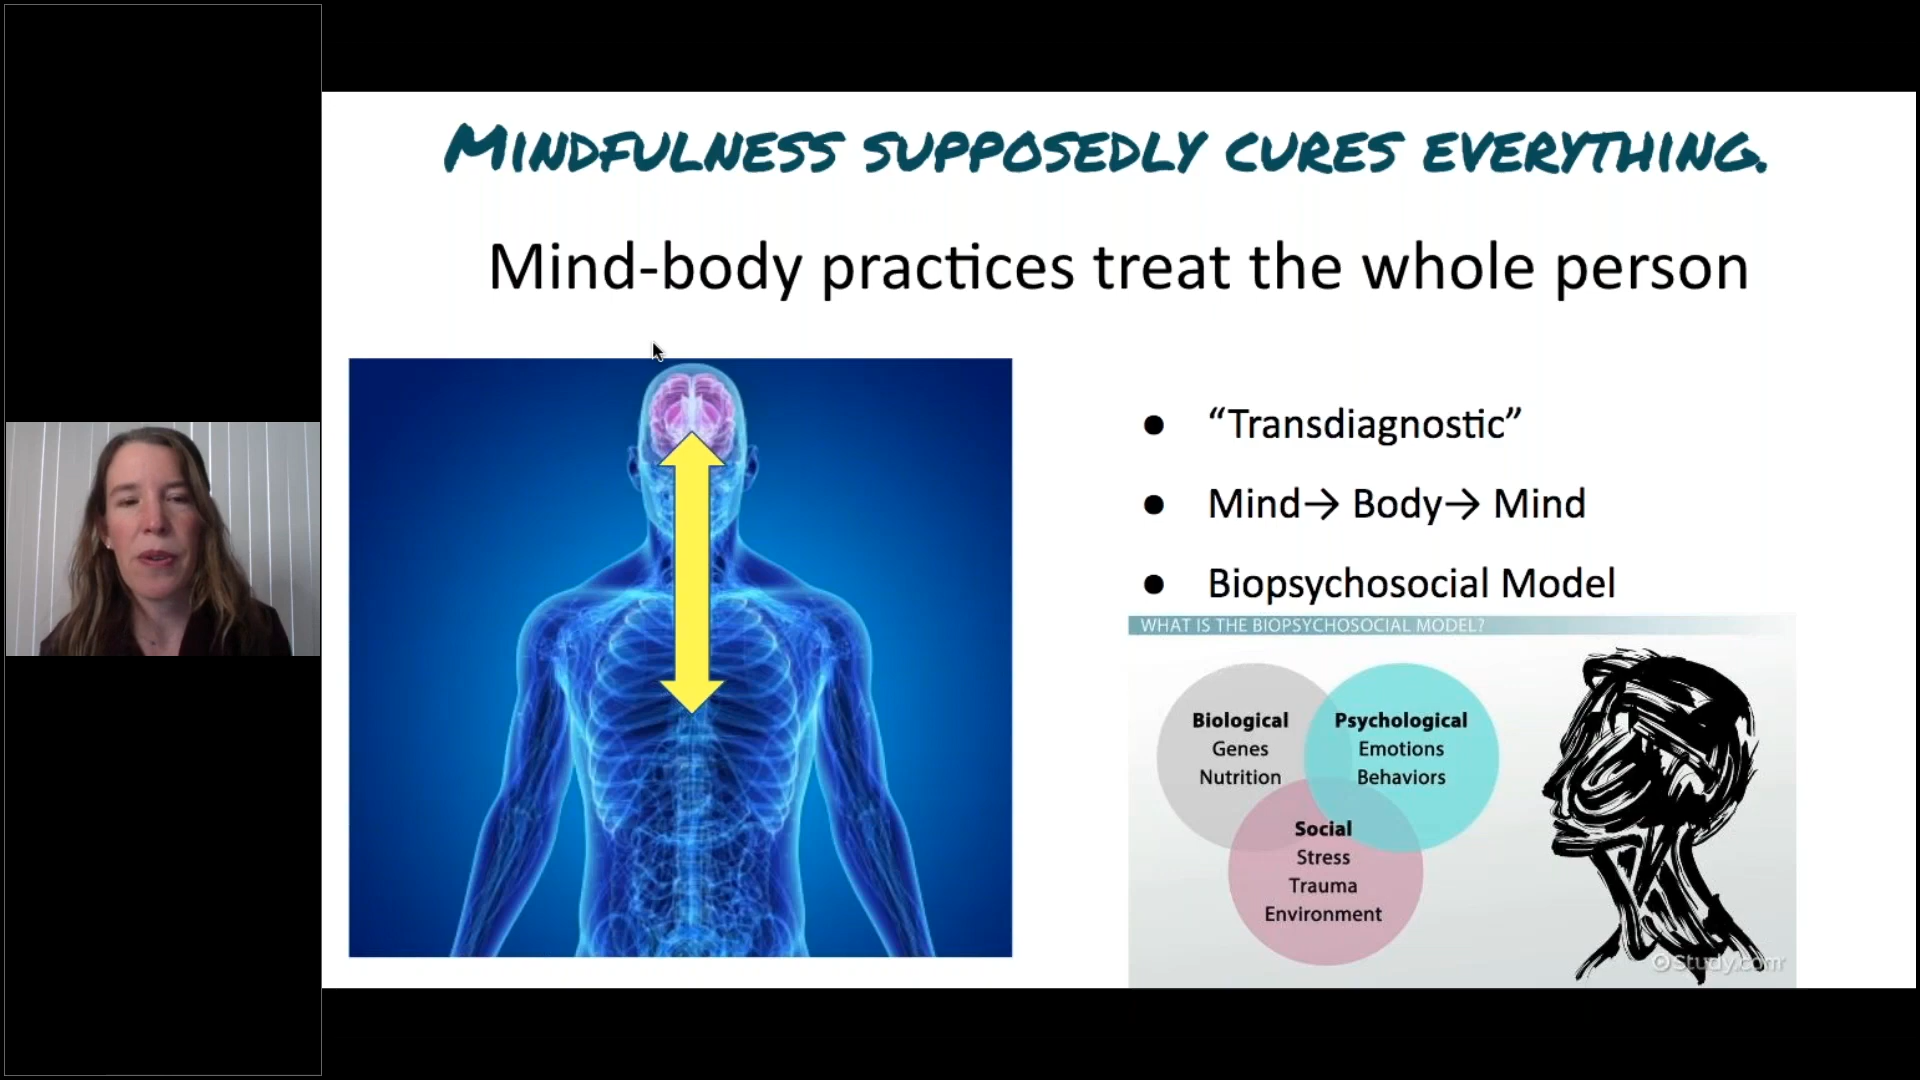 MINDFULNESS SUPPOSEDLY CURES EVERYTHING.
Mind-body practices treat the whole person
● “Transdiagnostic”
● Mind→ Body→ Mind
● Biopsychosocial Model
WHAT IS THE BIOPSYCHOSOCIAL MODEL?
Biological
Genes
Nutrition
Psychological
Emotions
Behaviors
Social
Stress
Trauma
Environment
Study.com